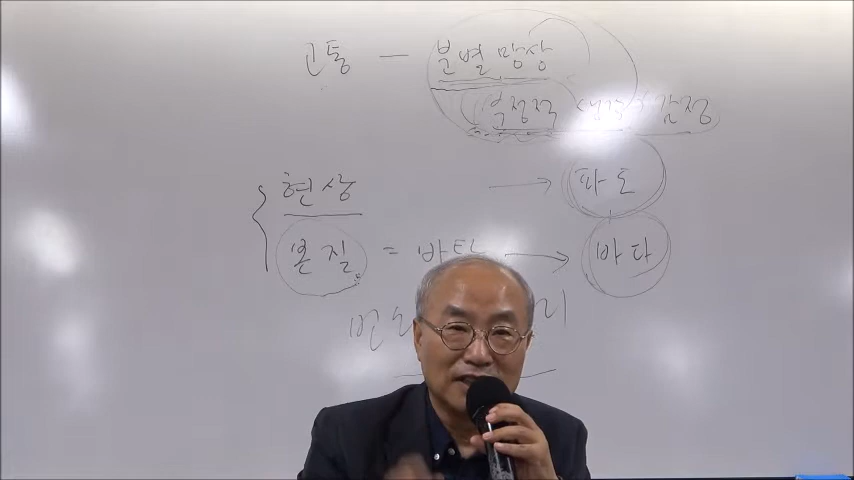 고통 — 분별망상
부정적 생각 감정
현상 → 파도
본질 = 바탕 → 바다